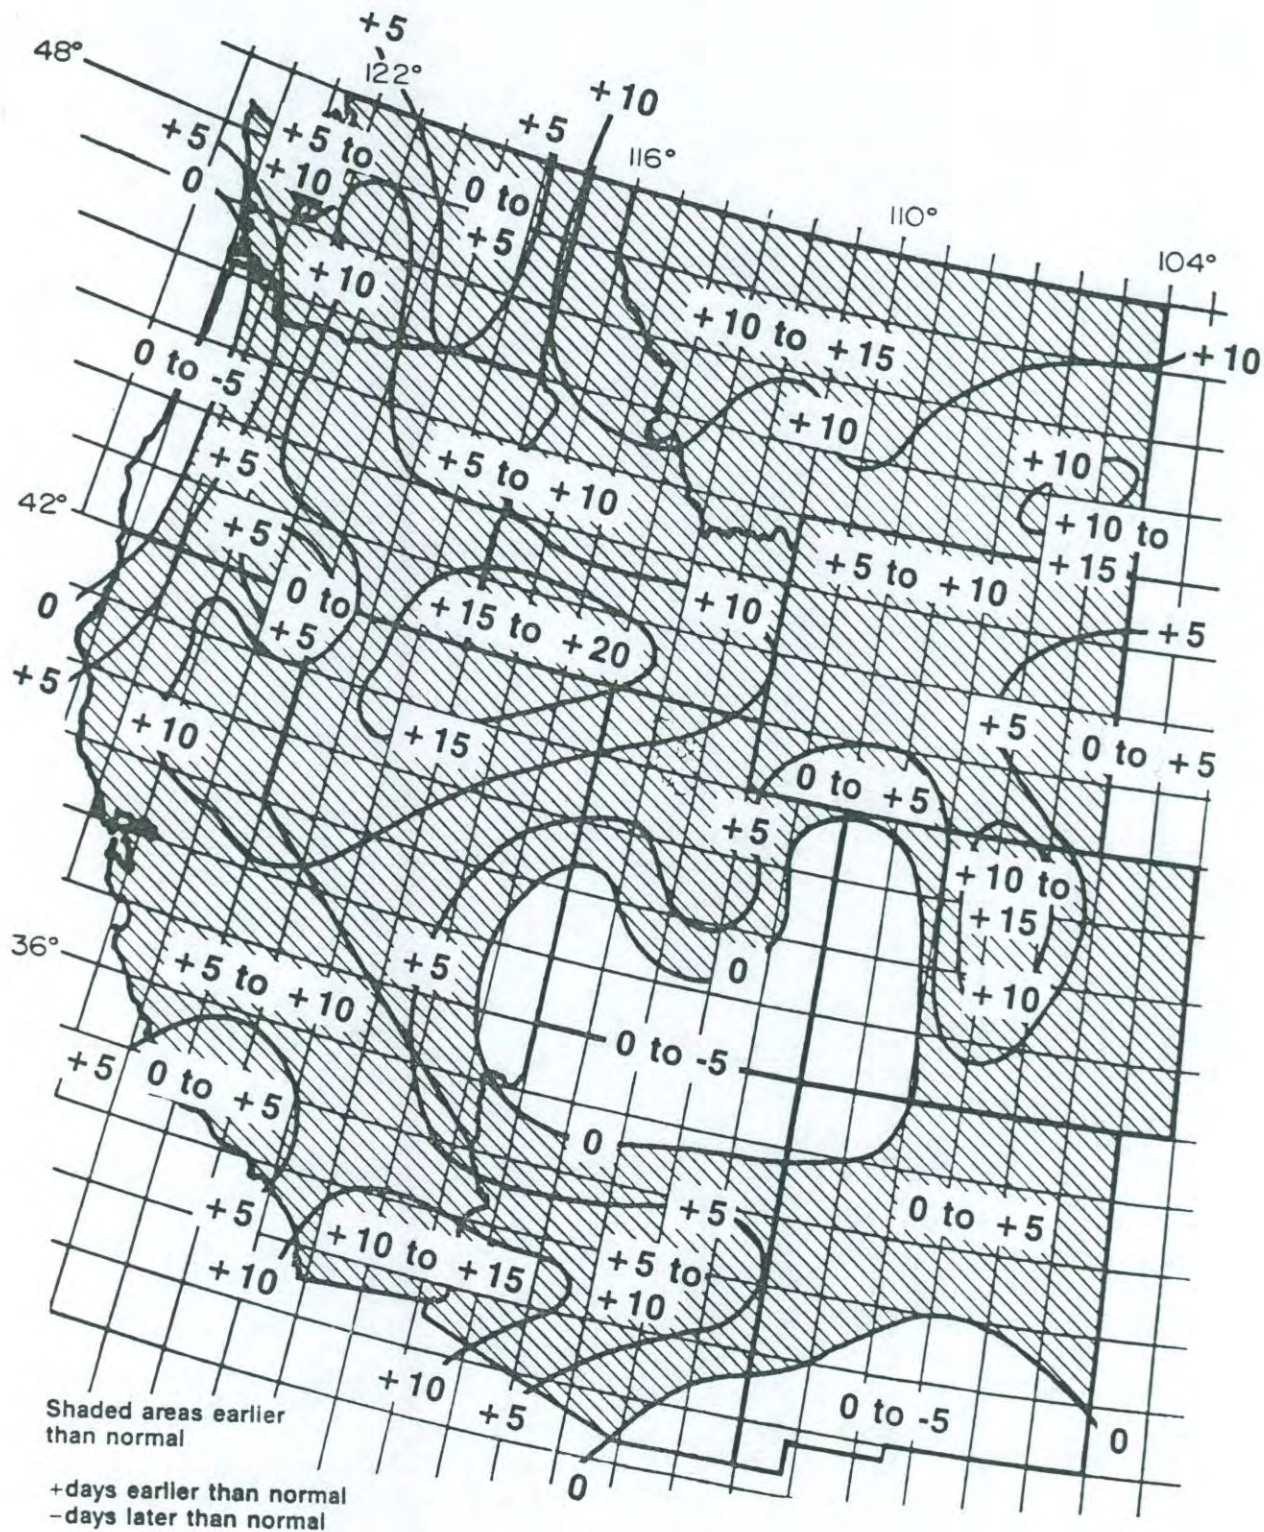 +5
48°
122°
+10
+5
116°
+5
+5 to
+10
0
0 to
+5
110°
104°
+10
+10 to +15
+10
0 to -5
+10
+5
+5 to +10
+10
42°
+5
+10 to
+15
+5 to +10
0
0 to
+5
+15 to +20
+10
+5
+5
+10
+15
+5
0 to +5
0 to +5
+5
+10 to
+15
+10
36°
+5 to +10
+5
0
0 to -5
+5
0 to +5
0
+5
+10
+10 to +15
+5
+5 to
+10
0 to +5
+10
+5
0
0 to -5
0
Shaded areas earlier
than normal
+days earlier than normal
-days later than normal